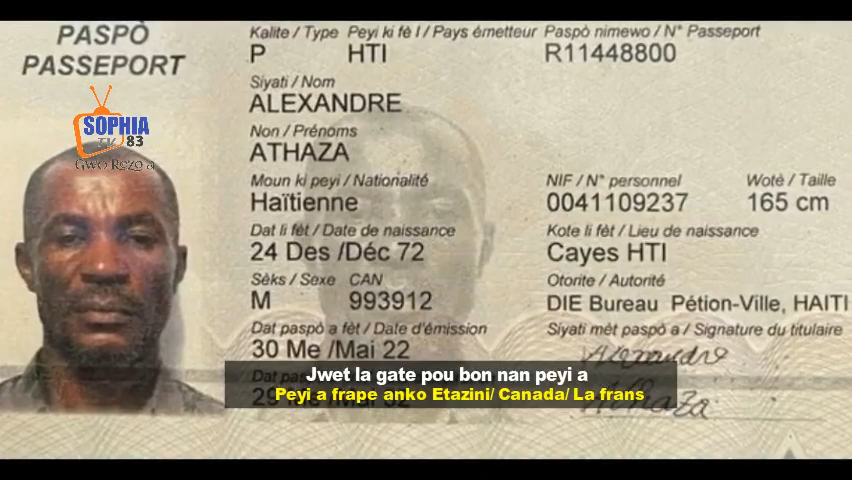 PASPÒ
PASSEPORT
SOPHIA
TV 83
Gwo Rezo a
Kalite / Type Peyi ki fè l / Pays émetteur Paspò nimewo / N° Passeport
P HTI R11448800
Siyati / Nom
ALEXANDRE
Non / Prénoms
ATHAZA
Moun ki peyi / Nationalité NIF / N° personnel Wotè / Taille
Haïtienne 0041109237 165 cm
Dat li fèt / Date de naissance Kote li fèt / Lieu de naissance
24 Des /Déc 72 Cayes HTI
Sèks / Sexe CAN Otorite / Autorité
M 993912 DIE Bureau Pétion-Ville, HAITI
Dat paspò a fèt / Date d'émission Siyati mèt paspò a / Signature du titulaire
30 Me /Mai 22 Alexandre
Jwet la gate pou bon nan peyi a
Peyi a frape anko Etazini/ Canada/ La frans
Athaza